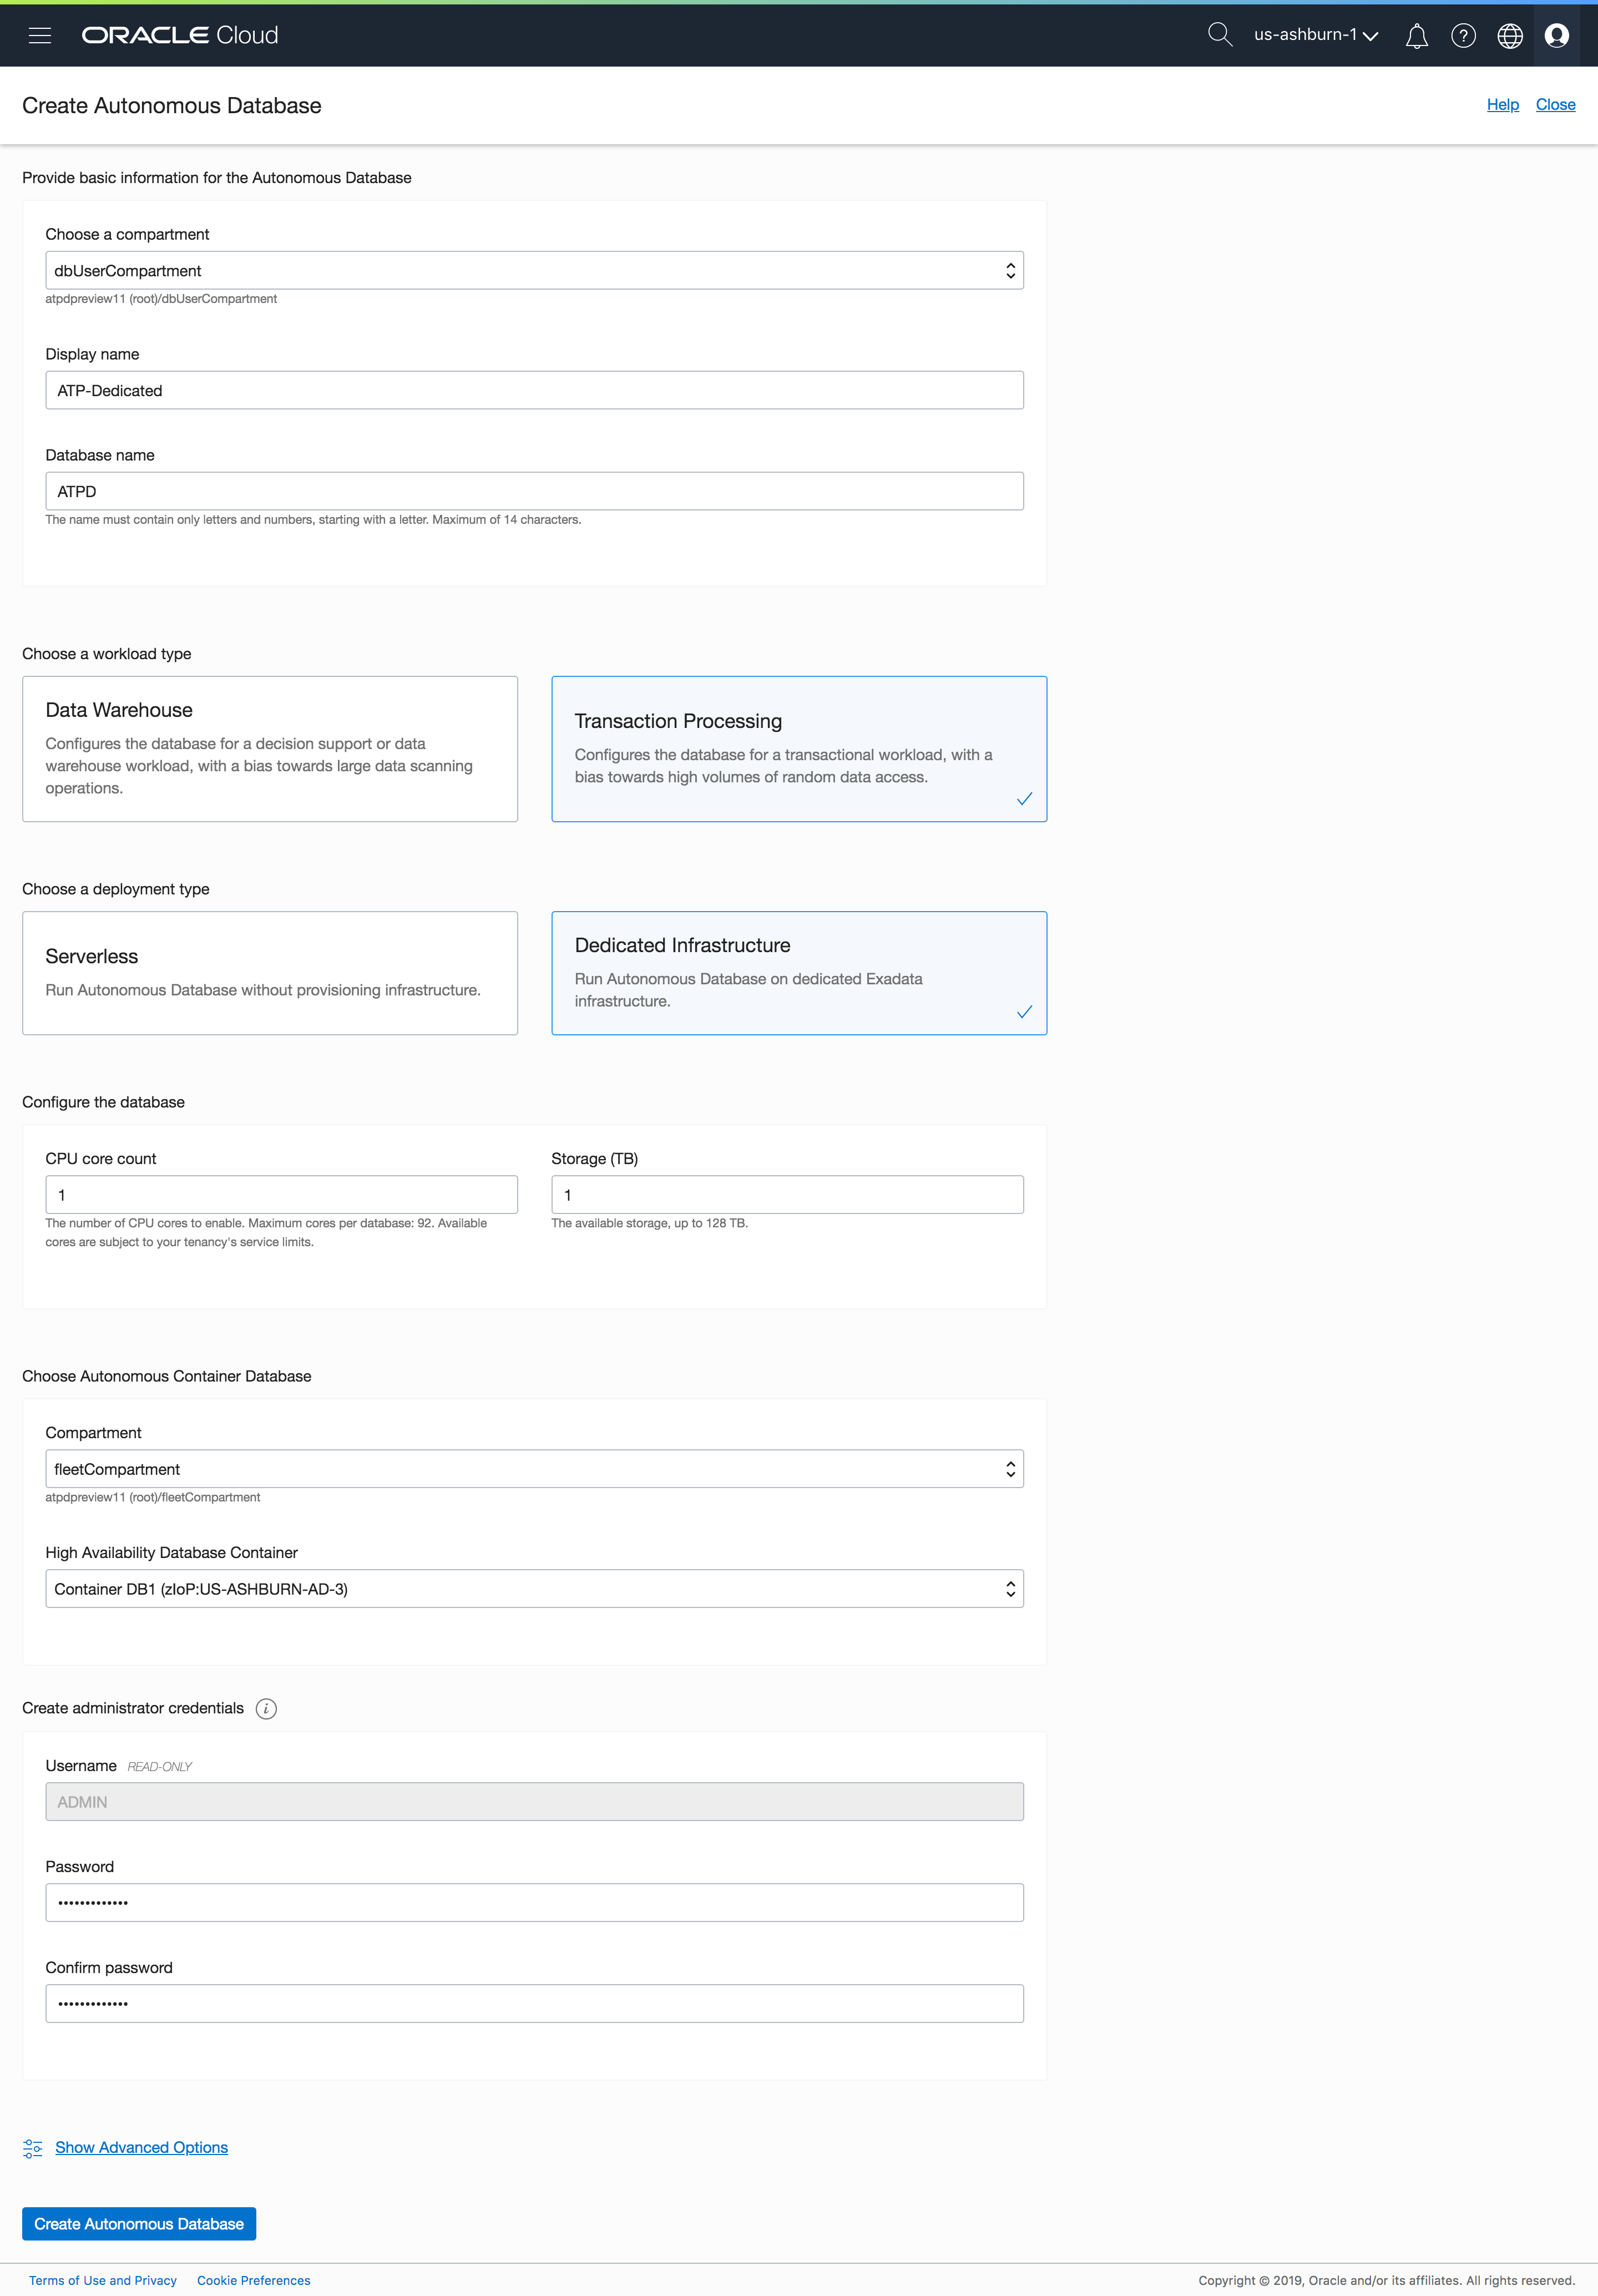 ORACLE Cloud
us-ashburn-1
Create Autonomous Database
Help Close
Provide basic information for the Autonomous Database
Choose a compartment
dbUserCompartment
atpdpreview11 (root)/dbUserCompartment
Display name
ATP-Dedicated
Database name
ATPD
The name must contain only letters and numbers, starting with a letter. Maximum of 14 characters.
Choose a workload type
Data Warehouse
Configures the database for a decision support or data
warehouse workload, with a bias towards large data scanning
operations.
Transaction Processing
Configures the database for a transactional workload, with a
bias towards high volumes of random data access.
Choose a deployment type
Serverless
Run Autonomous Database without provisioning infrastructure.
Dedicated Infrastructure
Run Autonomous Database on dedicated Exadata
infrastructure.
Configure the database
CPU core count
1
The number of CPU cores to enable. Maximum cores per database: 92. Available
cores are subject to your tenancy's service limits.
Storage (TB)
1
The available storage, up to 128 TB.
Choose Autonomous Container Database
Compartment
fleetCompartment
atpdpreview11 (root)/fleetCompartment
High Availability Database Container
Container DB1 (zIoP:US-ASHBURN-AD-3)
Create administrator credentials i
Username READ-ONLY
ADMIN
Password
•••••••••••••
Confirm password
•••••••••••••
Show Advanced Options
Create Autonomous Database
Terms of Use and Privacy Cookie Preferences
Copyright © 2019, Oracle and/or its affiliates. All rights reserved.